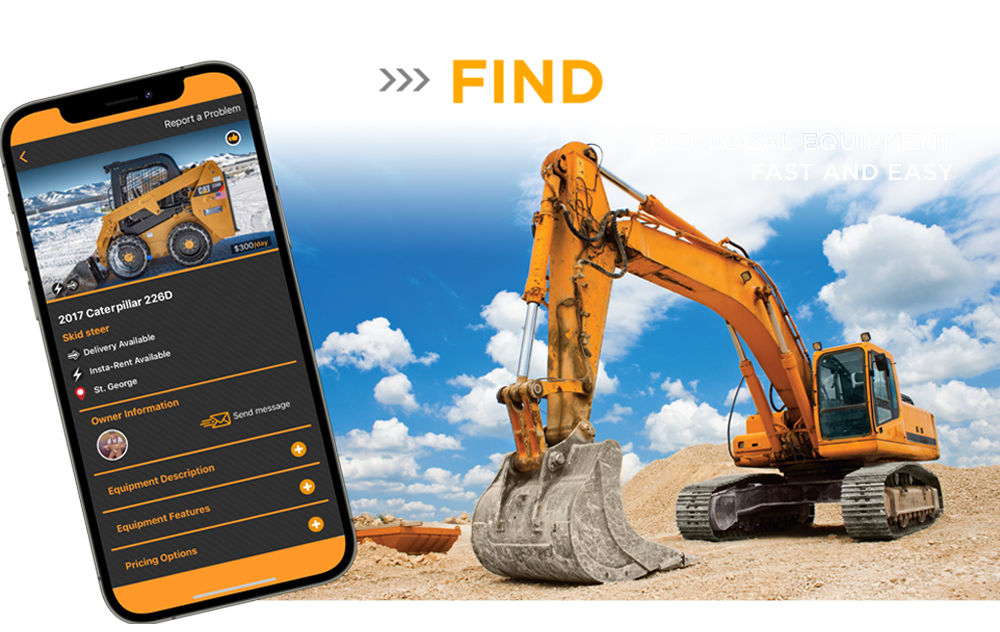 >>> FIND
GET LOCAL EQUIPMENT
FAST AND EASY
Report a Problem
CAT
$300/day
2017 Caterpillar 226D
Skid steer
Delivery Available
Insta-Rent Available
St. George
Owner Information
Send message
Equipment Description
Equipment Features
Pricing Options